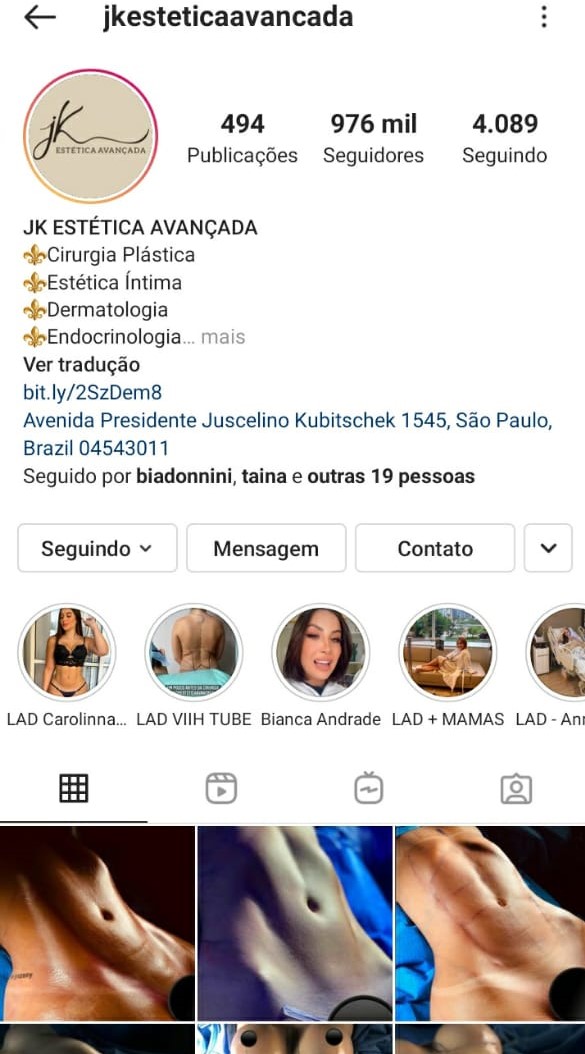 jkesteticaavancada
494
Publicações
976 mil
Seguidores
4.089
Seguindo
jk
ESTÉTICA AVANÇADA
JK ESTÉTICA AVANÇADA
⚜Cirurgia Plástica
⚜Estética Íntima
⚜Dermatologia
⚜Endocrinologia... mais
Ver tradução
bit.ly/2SzDem8
Avenida Presidente Juscelino Kubitschek 1545, São Paulo,
Brazil 04543011
Seguido por biadonnini, taina e outras 19 pessoas
Seguindo
Mensagem
Contato
LAD Carolinna...
LAD VIIH TUBE
Bianca Andrade
LAD + MAMAS
LAD - Ann